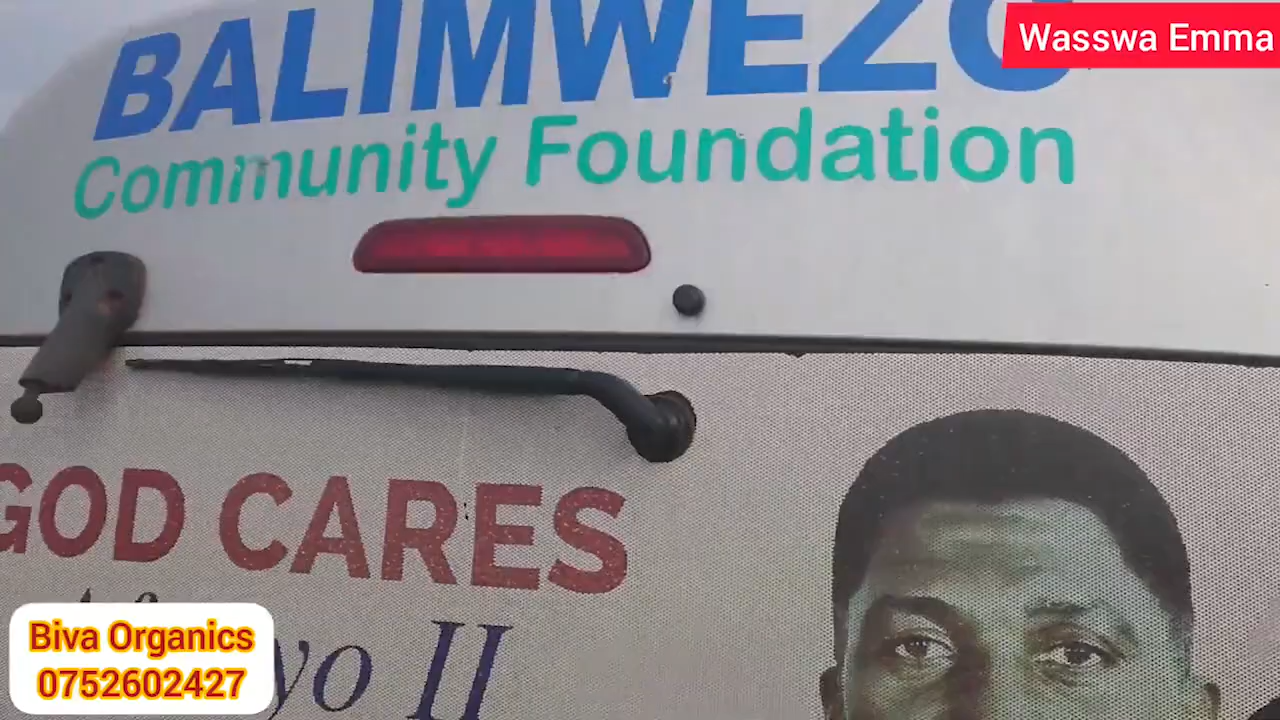 Wasswa Emma
BALIMWEZO
Community Foundation
GOD CARES
yo II
Biva Organics
0752602427